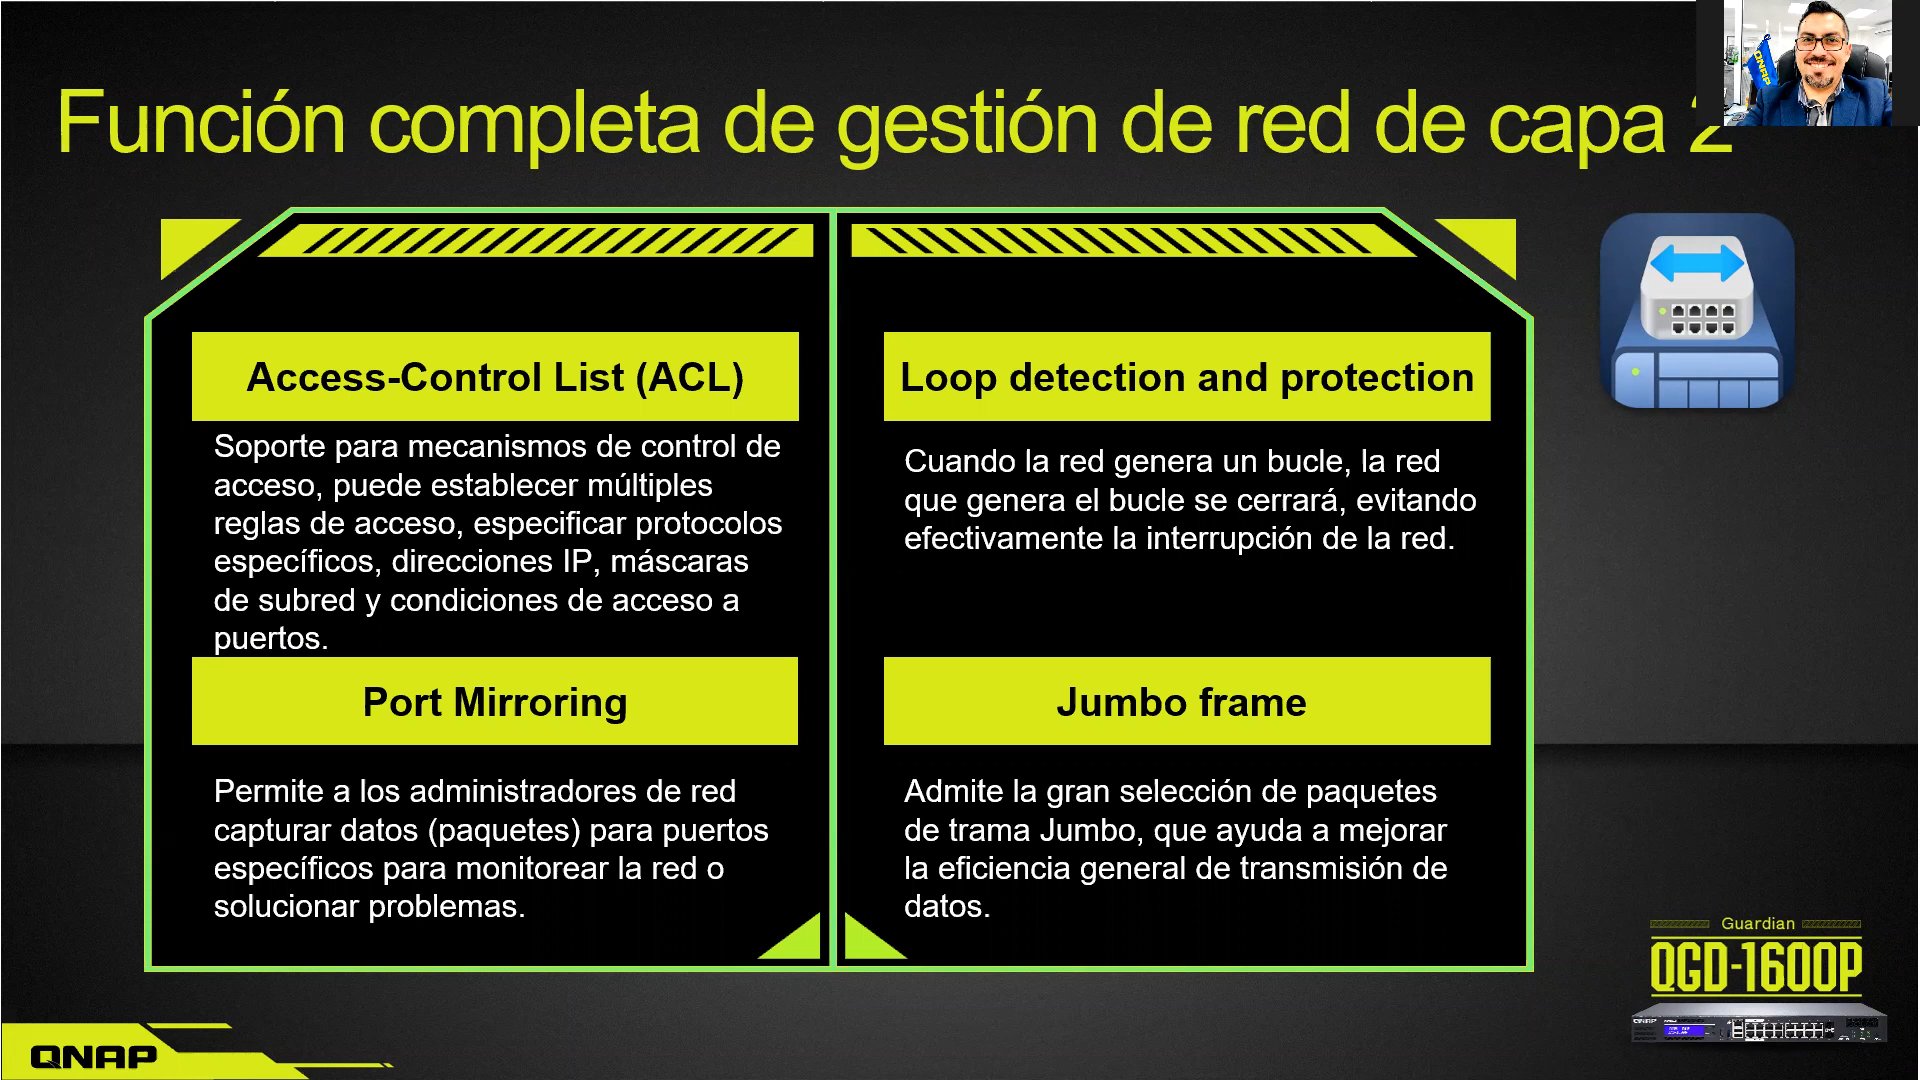 Función completa de gestión de red de capa 2
QNAP
Access-Control List (ACL)
Soporte para mecanismos de control de
acceso, puede establecer múltiples
reglas de acceso, especificar protocolos
específicos, direcciones IP, máscaras
de subred y condiciones de acceso a
puertos.
Loop detection and protection
Cuando la red genera un bucle, la red
que genera el bucle se cerrará, evitando
efectivamente la interrupción de la red.
Port Mirroring
Permite a los administradores de red
capturar datos (paquetes) para puertos
específicos para monitorear la red o
solucionar problemas.
Jumbo frame
Admite la gran selección de paquetes
de trama Jumbo, que ayuda a mejorar
la eficiencia general de transmisión de
datos.
Guardian
QGD-1600P
QNAP
QNAP